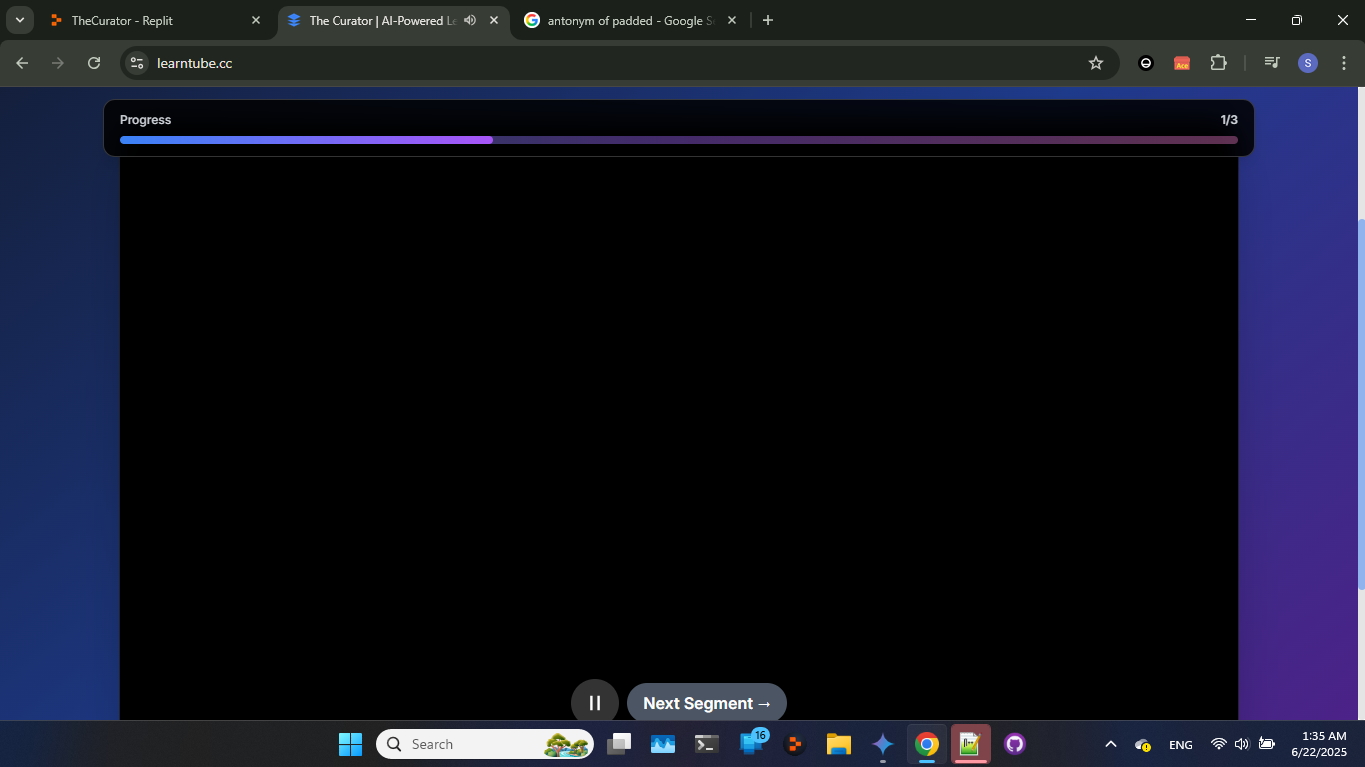 TheCurator - Replit
The Curator | AI-Powered Le
antonym of padded - Google S
learntube.cc
Ace
S
Progress
1/3
Next Segment →
Search
16
ENG
1:35 AM
6/22/2025